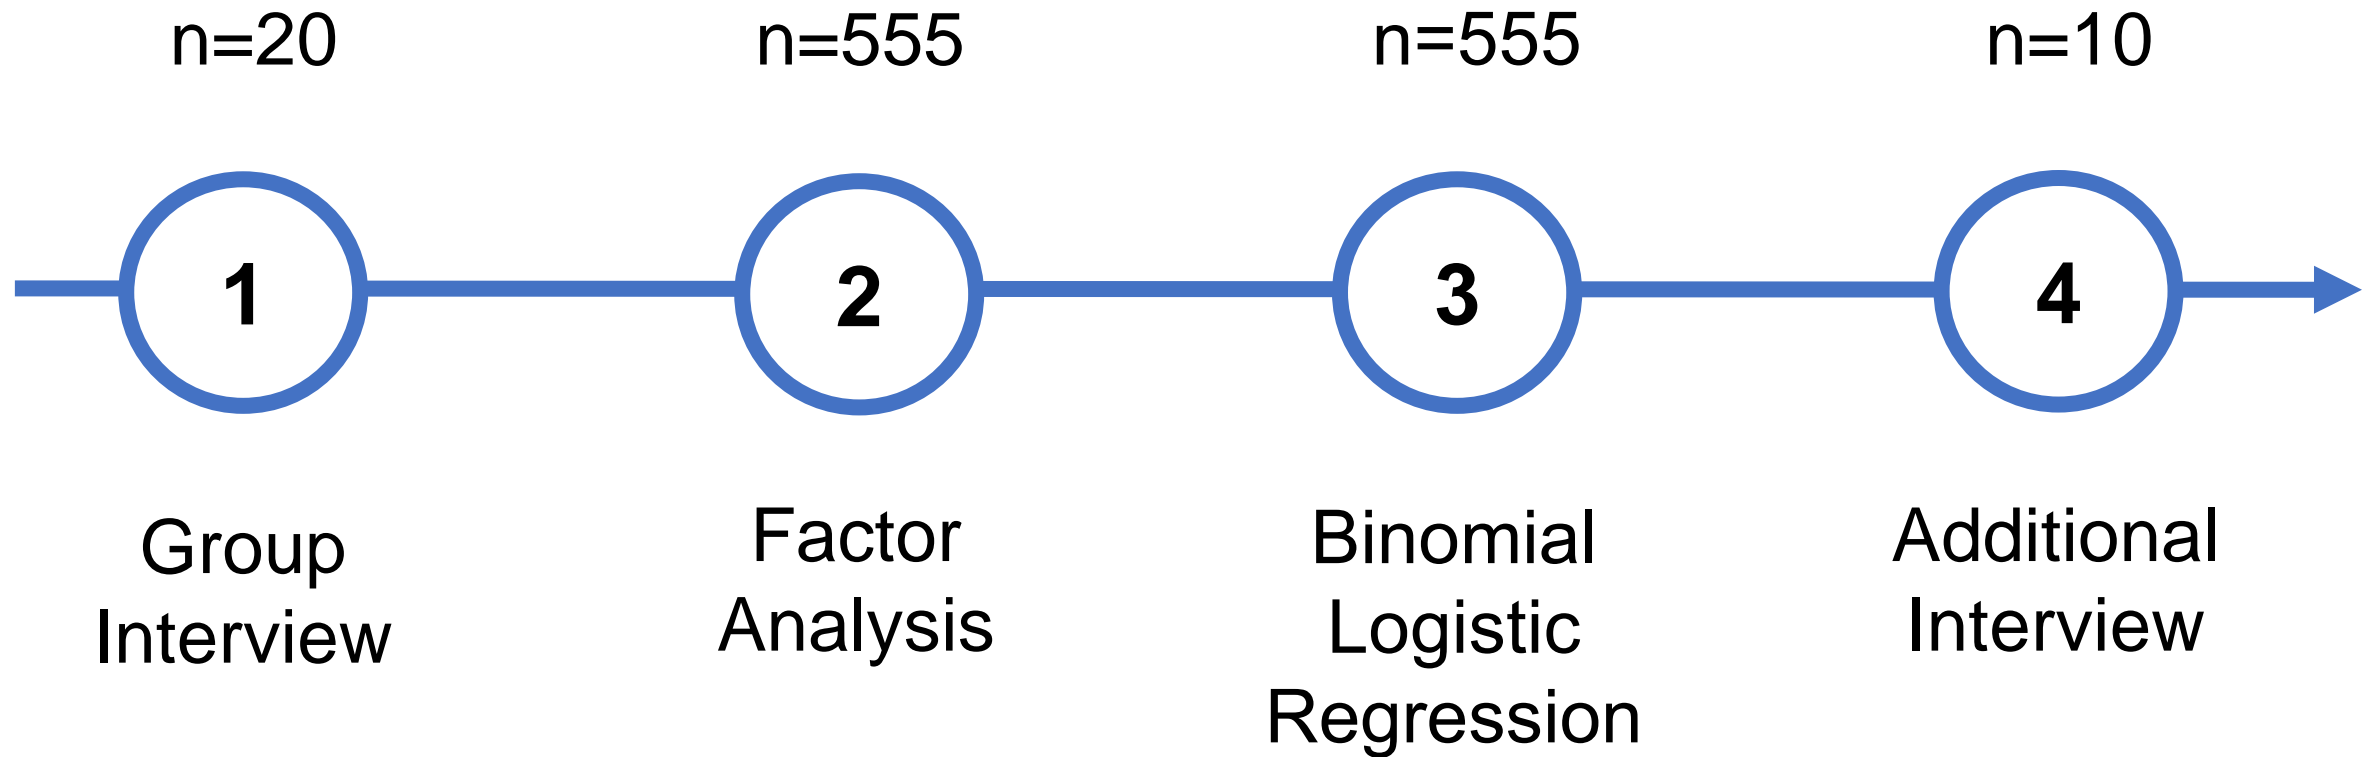 n=20
n=555
n=555
n=10
1
2
3
4
Group
Interview
Factor
Analysis
Binomial
Logistic
Regression
Additional
Interview